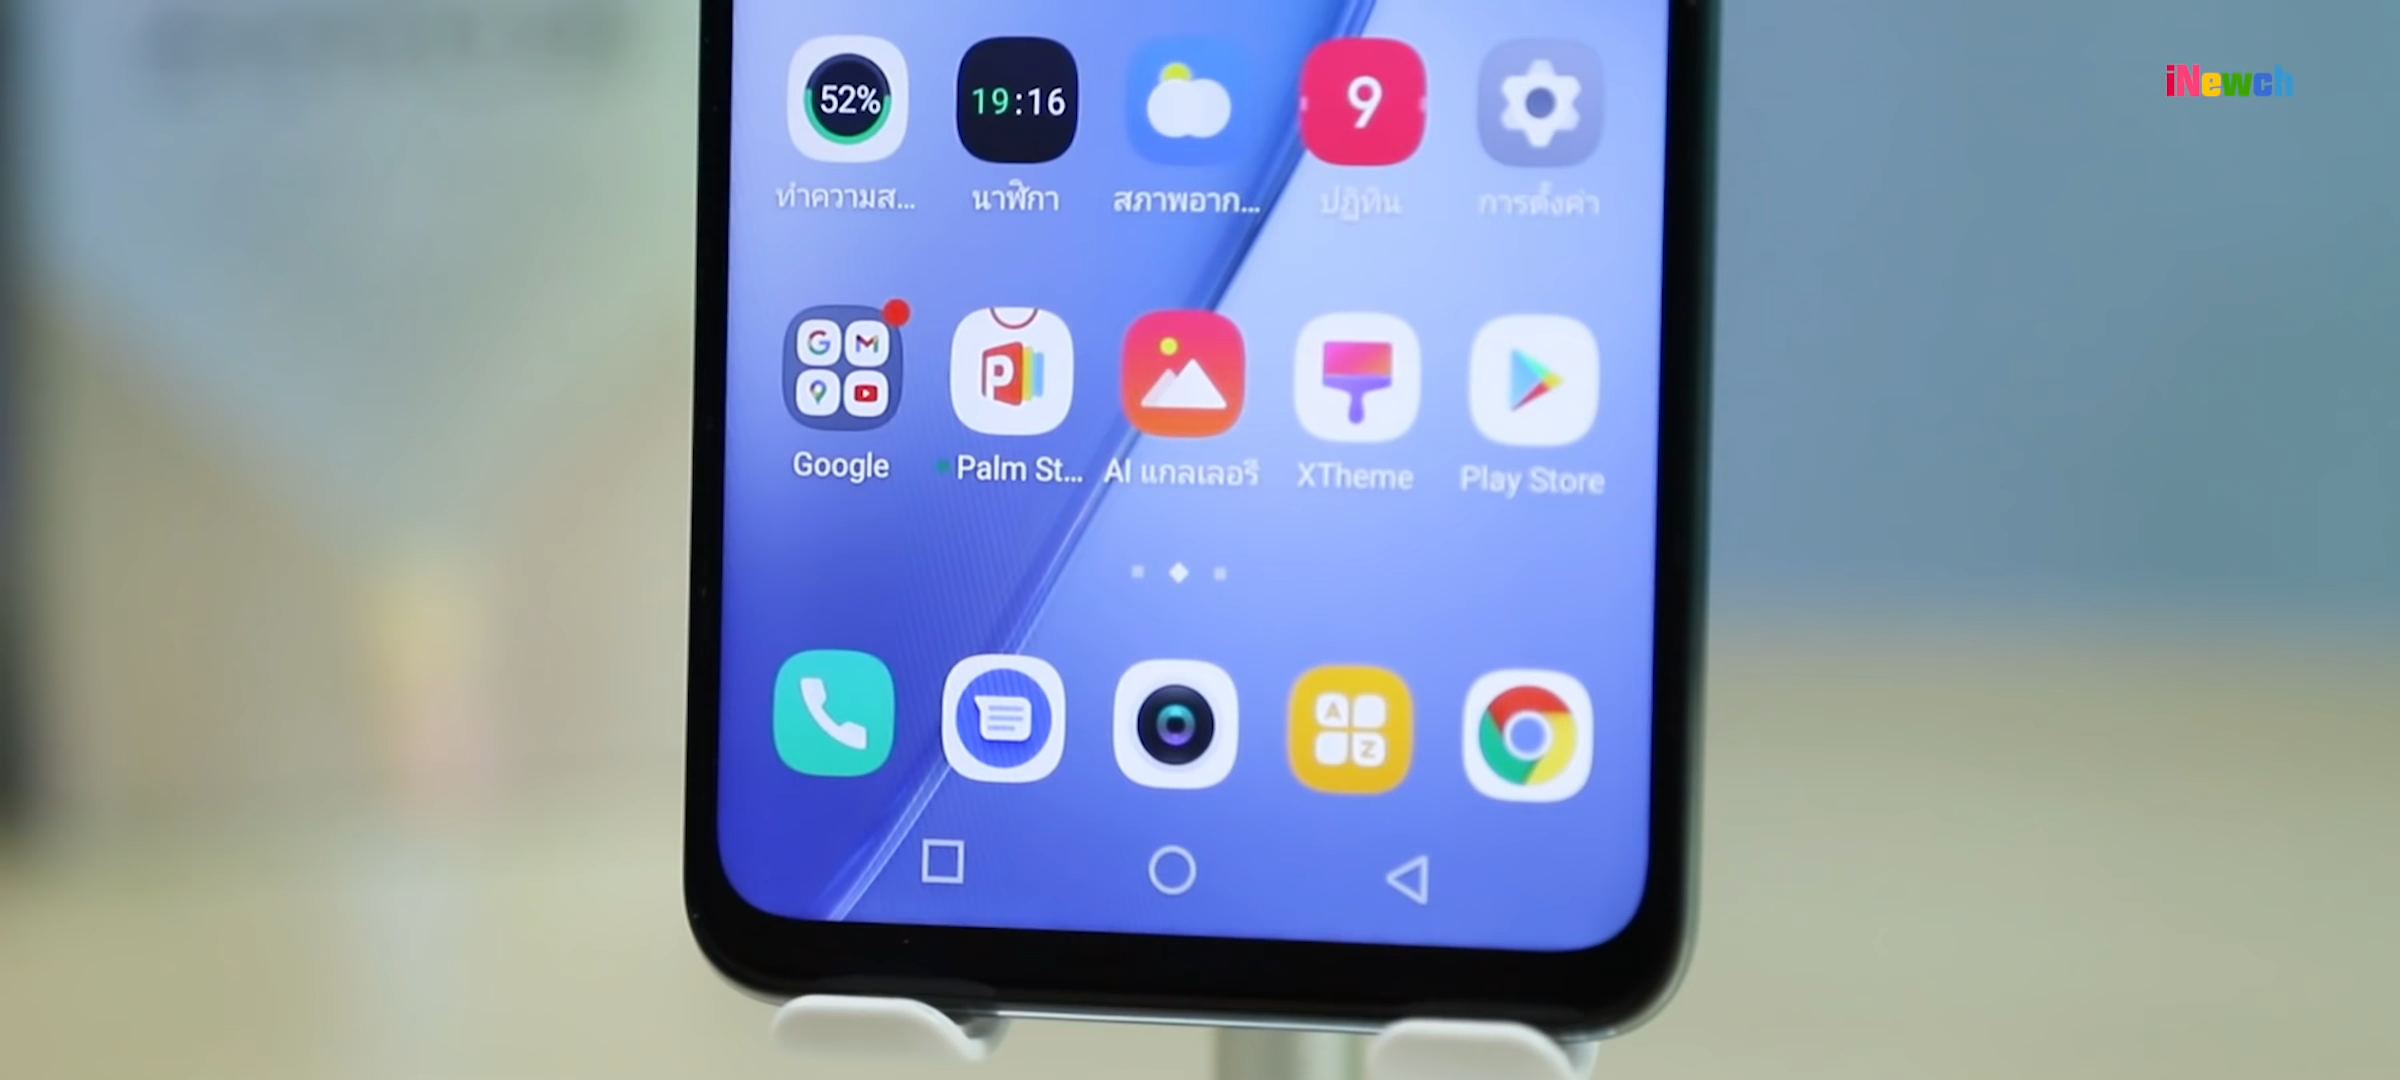 iNewch
52%
19:16
9
ทำความส...
นาฬิกา
สภาพอาก...
ปฏิทิน
การตั้งค่า
Google
Palm St...
AI แกลเลอรี
XTheme
Play Store
A
Z